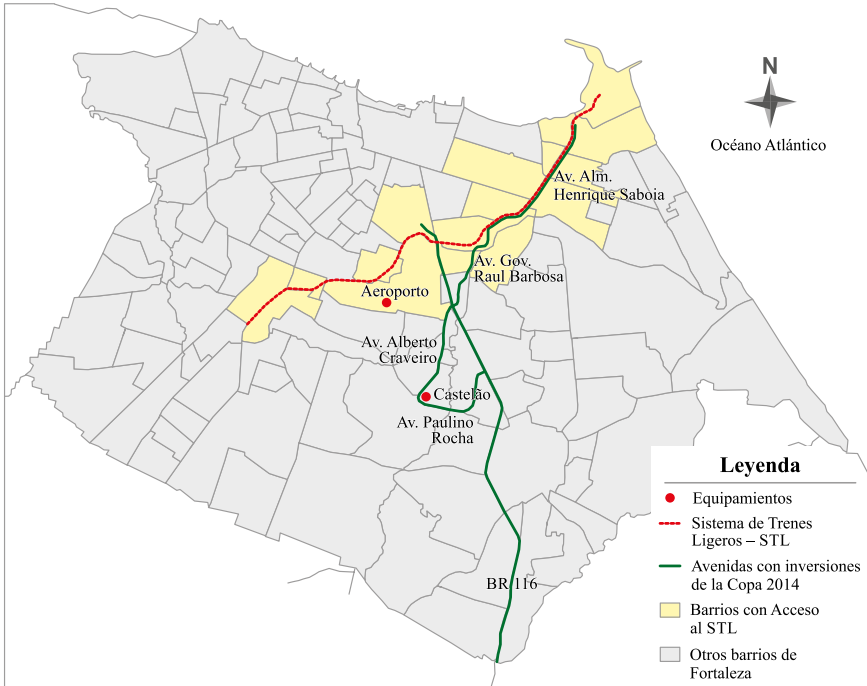 N
Océano Atlántico
Av. Alm.
Henrique Saboia
Av. Gov.
Raul Barbosa
Aeroporto
Av. Alberto
Craveiro
Castelão
Av. Paulino
Rocha
BR 116
Leyenda
Equipamientos
Sistema de Trenes
Ligeros – STL
Avenidas con inversiones
de la Copa 2014
Barrios con Acceso
al STL
Otros barrios de
Fortaleza